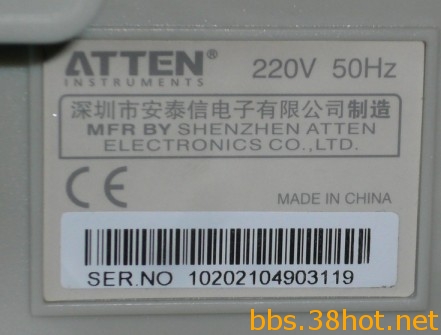 ATTEN® 220V 50Hz
INSTRUMENTS
深圳市安泰信电子有限公司制造
MFR BY SHENZHEN ATTEN
ELECTRONICS CO.,LTD.
CE
MADE IN CHINA
SER.NO 10202104903119
bbs.38hot.net